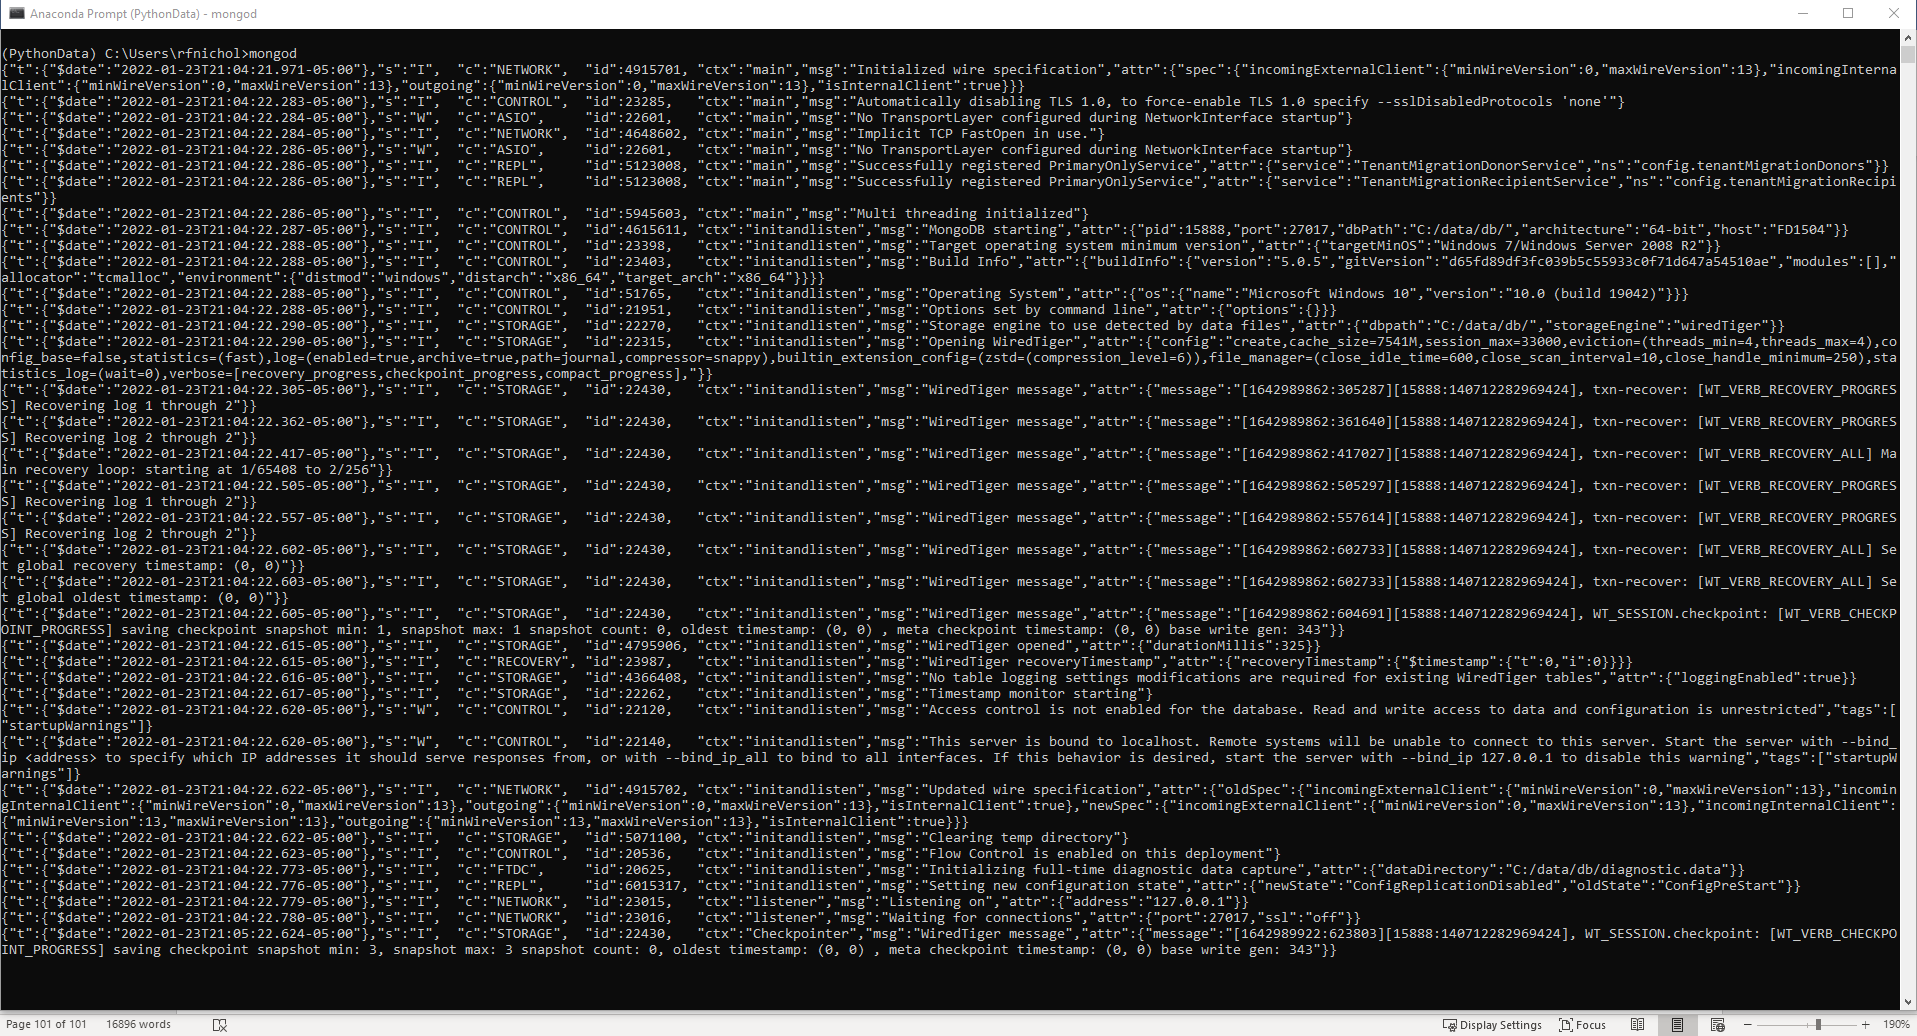 Anaconda Prompt (PythonData) - mongod
(PythonData) C:\Users\rfnichol>mongod
{"t":{"$date":"2022-01-23T21:04:21.971-05:00"},"s":"I",  "c":"NETWORK",  "id":4915701, "ctx":"main","msg":"Initialized wire specification","attr":{"spec":{"incomingExternalClient":{"minWireVersion":0,"maxWireVersion":13},"incomingInterna
lClient":{"minWireVersion":0,"maxWireVersion":13},"outgoing":{"minWireVersion":0,"maxWireVersion":13},"isInternalClient":true}}}
{"t":{"$date":"2022-01-23T21:04:22.283-05:00"},"s":"I",  "c":"CONTROL",  "id":23285,   "ctx":"main","msg":"Automatically disabling TLS 1.0, to force-enable TLS 1.0 specify --sslDisabledProtocols 'none'"}
{"t":{"$date":"2022-01-23T21:04:22.284-05:00"},"s":"W",  "c":"ASIO",     "id":22601,   "ctx":"main","msg":"No TransportLayer configured during NetworkInterface startup"}
{"t":{"$date":"2022-01-23T21:04:22.284-05:00"},"s":"I",  "c":"NETWORK",  "id":4648602, "ctx":"main","msg":"Implicit TCP FastOpen in use."}
{"t":{"$date":"2022-01-23T21:04:22.286-05:00"},"s":"W",  "c":"ASIO",     "id":22601,   "ctx":"main","msg":"No TransportLayer configured during NetworkInterface startup"}
{"t":{"$date":"2022-01-23T21:04:22.286-05:00"},"s":"I",  "c":"REPL",     "id":5123008, "ctx":"main","msg":"Successfully registered PrimaryOnlyService","attr":{"service":"TenantMigrationDonorService","ns":"config.tenantMigrationDonors"}}
{"t":{"$date":"2022-01-23T21:04:22.286-05:00"},"s":"I",  "c":"REPL",     "id":5123008, "ctx":"main","msg":"Successfully registered PrimaryOnlyService","attr":{"service":"TenantMigrationRecipientService","ns":"config.tenantMigrationRecipi
ents"}}
{"t":{"$date":"2022-01-23T21:04:22.286-05:00"},"s":"I",  "c":"CONTROL",  "id":5945603, "ctx":"main","msg":"Multi threading initialized"}
{"t":{"$date":"2022-01-23T21:04:22.287-05:00"},"s":"I",  "c":"CONTROL",  "id":4615611, "ctx":"initandlisten","msg":"MongoDB starting","attr":{"pid":15888,"port":27017,"dbPath":"C:/data/db/","architecture":"64-bit","host":"FD1504"}}
{"t":{"$date":"2022-01-23T21:04:22.288-05:00"},"s":"I",  "c":"CONTROL",  "id":23398,   "ctx":"initandlisten","msg":"Target operating system minimum version","attr":{"targetMinOS":"Windows 7/Windows Server 2008 R2"}}
{"t":{"$date":"2022-01-23T21:04:22.288-05:00"},"s":"I",  "c":"CONTROL",  "id":23403,   "ctx":"initandlisten","msg":"Build Info","attr":{"buildInfo":{"version":"5.0.5","gitVersion":"d65fd89df3fc039b5c55933c0f71d647a54510ae","modules":[],"
allocator":"tcmalloc","environment":{"distmod":"windows","distarch":"x86_64","target_arch":"x86_64"}}}}
{"t":{"$date":"2022-01-23T21:04:22.288-05:00"},"s":"I",  "c":"CONTROL",  "id":51765,   "ctx":"initandlisten","msg":"Operating System","attr":{"os":{"name":"Microsoft Windows 10","version":"10.0 (build 19042)"}}}
{"t":{"$date":"2022-01-23T21:04:22.288-05:00"},"s":"I",  "c":"CONTROL",  "id":21951,   "ctx":"initandlisten","msg":"Options set by command line","attr":{"options":{}}}
{"t":{"$date":"2022-01-23T21:04:22.290-05:00"},"s":"I",  "c":"STORAGE",  "id":22270,   "ctx":"initandlisten","msg":"Storage engine to use detected by data files","attr":{"dbpath":"C:/data/db/","storageEngine":"wiredTiger"}}
{"t":{"$date":"2022-01-23T21:04:22.290-05:00"},"s":"I",  "c":"STORAGE",  "id":22315,   "ctx":"initandlisten","msg":"Opening WiredTiger","attr":{"config":"create,cache_size=7541M,session_max=33000,eviction=(threads_min=4,threads_max=4),co
nfig_base=false,statistics=(fast),log=(enabled=true,archive=true,path=journal,compressor=snappy),builtin_extension_config=(zstd=(compression_level=6)),file_manager=(close_idle_time=600,close_scan_interval=10,close_handle_minimum=250),sta
tistics_log=(wait=0),verbose=[recovery_progress,checkpoint_progress,compact_progress],"}}
{"t":{"$date":"2022-01-23T21:04:22.305-05:00"},"s":"I",  "c":"STORAGE",  "id":22430,   "ctx":"initandlisten","msg":"WiredTiger message","attr":{"message":"[1642989862:305287][15888:140712282969424], txn-recover: [WT_VERB_RECOVERY_PROGRES
S] Recovering log 1 through 2"}}
{"t":{"$date":"2022-01-23T21:04:22.362-05:00"},"s":"I",  "c":"STORAGE",  "id":22430,   "ctx":"initandlisten","msg":"WiredTiger message","attr":{"message":"[1642989862:361640][15888:140712282969424], txn-recover: [WT_VERB_RECOVERY_PROGRES
S] Recovering log 2 through 2"}}
{"t":{"$date":"2022-01-23T21:04:22.417-05:00"},"s":"I",  "c":"STORAGE",  "id":22430,   "ctx":"initandlisten","msg":"WiredTiger message","attr":{"message":"[1642989862:417027][15888:140712282969424], txn-recover: [WT_VERB_RECOVERY_ALL] Ma
in recovery loop: starting at 1/65408 to 2/256"}}
{"t":{"$date":"2022-01-23T21:04:22.505-05:00"},"s":"I",  "c":"STORAGE",  "id":22430,   "ctx":"initandlisten","msg":"WiredTiger message","attr":{"message":"[1642989862:505297][15888:140712282969424], txn-recover: [WT_VERB_RECOVERY_PROGRES
S] Recovering log 1 through 2"}}
{"t":{"$date":"2022-01-23T21:04:22.557-05:00"},"s":"I",  "c":"STORAGE",  "id":22430,   "ctx":"initandlisten","msg":"WiredTiger message","attr":{"message":"[1642989862:557614][15888:140712282969424], txn-recover: [WT_VERB_RECOVERY_PROGRES
S] Recovering log 2 through 2"}}
{"t":{"$date":"2022-01-23T21:04:22.602-05:00"},"s":"I",  "c":"STORAGE",  "id":22430,   "ctx":"initandlisten","msg":"WiredTiger message","attr":{"message":"[1642989862:602733][15888:140712282969424], txn-recover: [WT_VERB_RECOVERY_ALL] Se
t global recovery timestamp: (0, 0)"}}
{"t":{"$date":"2022-01-23T21:04:22.603-05:00"},"s":"I",  "c":"STORAGE",  "id":22430,   "ctx":"initandlisten","msg":"WiredTiger message","attr":{"message":"[1642989862:602733][15888:140712282969424], txn-recover: [WT_VERB_RECOVERY_ALL] Se
t global oldest timestamp: (0, 0)"}}
{"t":{"$date":"2022-01-23T21:04:22.605-05:00"},"s":"I",  "c":"STORAGE",  "id":22430,   "ctx":"initandlisten","msg":"WiredTiger message","attr":{"message":"[1642989862:604691][15888:140712282969424], WT_SESSION.checkpoint: [WT_VERB_CHECKP
OINT_PROGRESS] saving checkpoint snapshot min: 1, snapshot max: 1 snapshot count: 0, oldest timestamp: (0, 0) , meta checkpoint timestamp: (0, 0) base write gen: 343"}}
{"t":{"$date":"2022-01-23T21:04:22.615-05:00"},"s":"I",  "c":"STORAGE",  "id":4795906, "ctx":"initandlisten","msg":"WiredTiger opened","attr":{"durationMillis":325}}
{"t":{"$date":"2022-01-23T21:04:22.615-05:00"},"s":"I",  "c":"RECOVERY", "id":23987,   "ctx":"initandlisten","msg":"WiredTiger recoveryTimestamp","attr":{"recoveryTimestamp":{"$timestamp":{"t":0,"i":0}}}}
{"t":{"$date":"2022-01-23T21:04:22.616-05:00"},"s":"I",  "c":"STORAGE",  "id":4366408, "ctx":"initandlisten","msg":"No table logging settings modifications are required for existing WiredTiger tables","attr":{"loggingEnabled":true}}
{"t":{"$date":"2022-01-23T21:04:22.617-05:00"},"s":"I",  "c":"STORAGE",  "id":22262,   "ctx":"initandlisten","msg":"Timestamp monitor starting"}
{"t":{"$date":"2022-01-23T21:04:22.620-05:00"},"s":"W",  "c":"CONTROL",  "id":22120,   "ctx":"initandlisten","msg":"Access control is not enabled for the database. Read and write access to data and configuration is unrestricted","tags":[
"startupWarnings"]}
{"t":{"$date":"2022-01-23T21:04:22.620-05:00"},"s":"W",  "c":"CONTROL",  "id":22140,   "ctx":"initandlisten","msg":"This server is bound to localhost. Remote systems will be unable to connect to this server. Start the server with --bind_
ip <address> to specify which IP addresses it should serve responses from, or with --bind_ip_all to bind to all interfaces. If this behavior is desired, start the server with --bind_ip 127.0.0.1 to disable this warning","tags":["startupW
arnings"]}
{"t":{"$date":"2022-01-23T21:04:22.622-05:00"},"s":"I",  "c":"NETWORK",  "id":4915702, "ctx":"initandlisten","msg":"Updated wire specification","attr":{"oldSpec":{"incomingExternalClient":{"minWireVersion":0,"maxWireVersion":13},"incomin
gInternalClient":{"minWireVersion":0,"maxWireVersion":13},"outgoing":{"minWireVersion":0,"maxWireVersion":13},"isInternalClient":true},"newSpec":{"incomingExternalClient":{"minWireVersion":0,"maxWireVersion":13},"incomingInternalClient":
{"minWireVersion":13,"maxWireVersion":13},"outgoing":{"minWireVersion":13,"maxWireVersion":13},"isInternalClient":true}}}
{"t":{"$date":"2022-01-23T21:04:22.622-05:00"},"s":"I",  "c":"STORAGE",  "id":5071100, "ctx":"initandlisten","msg":"Clearing temp directory"}
{"t":{"$date":"2022-01-23T21:04:22.623-05:00"},"s":"I",  "c":"CONTROL",  "id":20536,   "ctx":"initandlisten","msg":"Flow Control is enabled on this deployment"}
{"t":{"$date":"2022-01-23T21:04:22.773-05:00"},"s":"I",  "c":"FTDC",     "id":20625,   "ctx":"initandlisten","msg":"Initializing full-time diagnostic data capture","attr":{"dataDirectory":"C:/data/db/diagnostic.data"}}
{"t":{"$date":"2022-01-23T21:04:22.776-05:00"},"s":"I",  "c":"REPL",     "id":6015317, "ctx":"initandlisten","msg":"Setting new configuration state","attr":{"newState":"ConfigReplicationDisabled","oldState":"ConfigPreStart"}}
{"t":{"$date":"2022-01-23T21:04:22.779-05:00"},"s":"I",  "c":"NETWORK",  "id":23015,   "ctx":"listener","msg":"Listening on","attr":{"address":"127.0.0.1"}}
{"t":{"$date":"2022-01-23T21:04:22.780-05:00"},"s":"I",  "c":"NETWORK",  "id":23016,   "ctx":"listener","msg":"Waiting for connections","attr":{"port":27017,"ssl":"off"}}
{"t":{"$date":"2022-01-23T21:05:22.624-05:00"},"s":"I",  "c":"STORAGE",  "id":22430,   "ctx":"Checkpointer","msg":"WiredTiger message","attr":{"message":"[1642989922:623803][15888:140712282969424], WT_SESSION.checkpoint: [WT_VERB_CHECKPO
INT_PROGRESS] saving checkpoint snapshot min: 3, snapshot max: 3 snapshot count: 0, oldest timestamp: (0, 0) , meta checkpoint timestamp: (0, 0) base write gen: 343"}}
Page 101 of 101 16896 words Display Settings Focus 190%